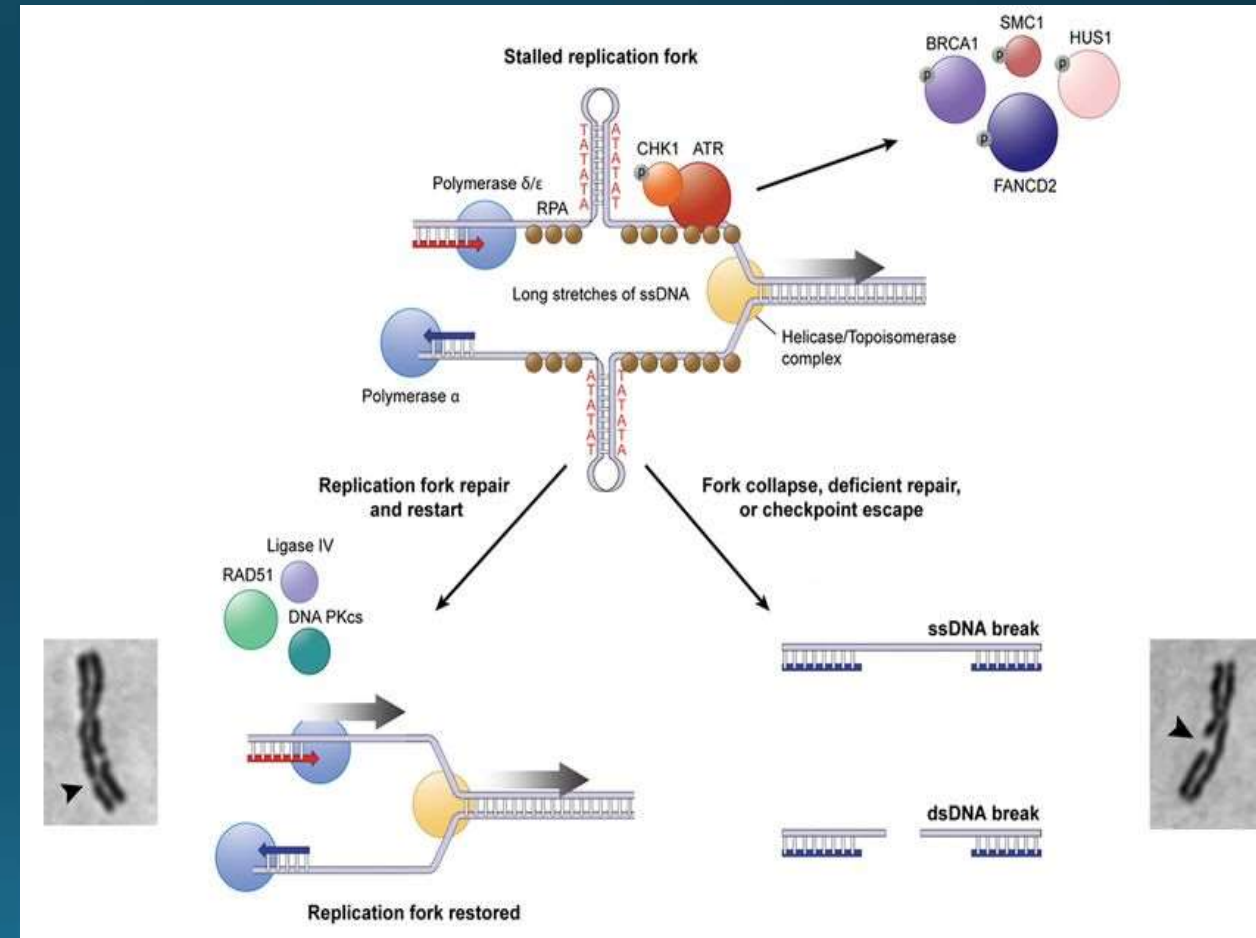 Stalled replication fork
SMC1
BRCA1
HUS1
P
P
P
P
FANCD2
CHK1 ATR
P
Polymerase δ/ε
RPA
TATATA
ATATAT
Long stretches of ssDNA
Helicase/Topoisomerase
complex
Polymerase α
ATATAT
TATATA
Replication fork repair
and restart
Fork collapse, deficient repair,
or checkpoint escape
Ligase IV
RAD51
DNA PKcs
ssDNA break
dsDNA break
Replication fork restored